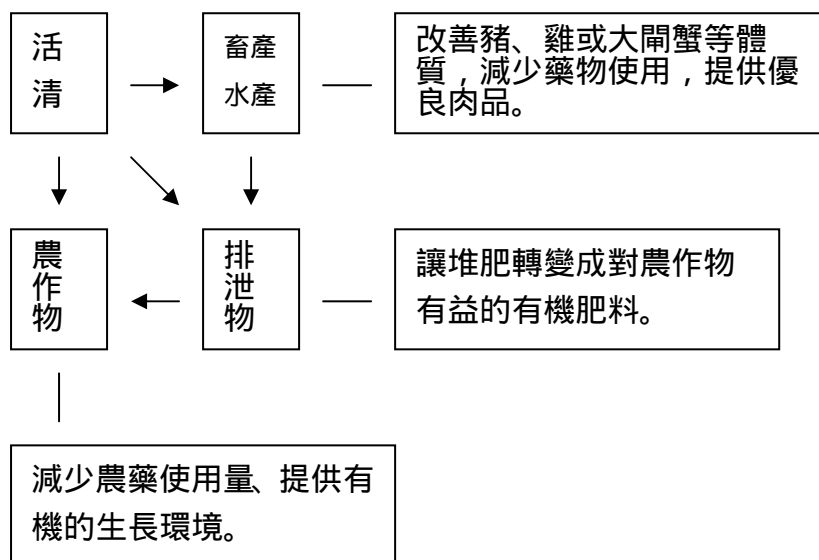 活
清
畜產
水產
改善豬、雞或大閘蟹等體
質，減少藥物使用，提供優
良肉品。
農
作
物
排
泄
物
讓堆肥轉變成對農作物
有益的有機肥料。
減少農藥使用量、提供有
機的生長環境。